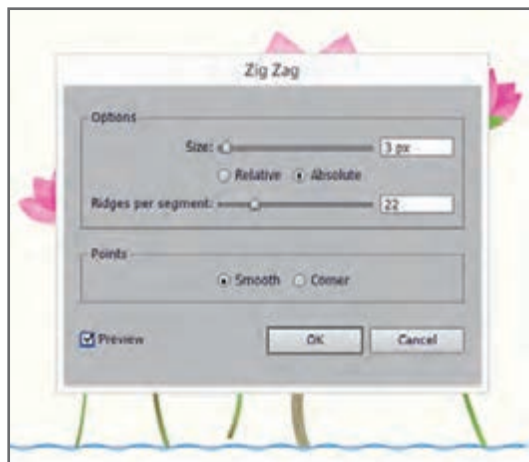 Zig Zag
Options
Size: 3 px
Relative Absolute
Ridges per segment: 22
Points
Smooth Corner
Preview OK Cancel